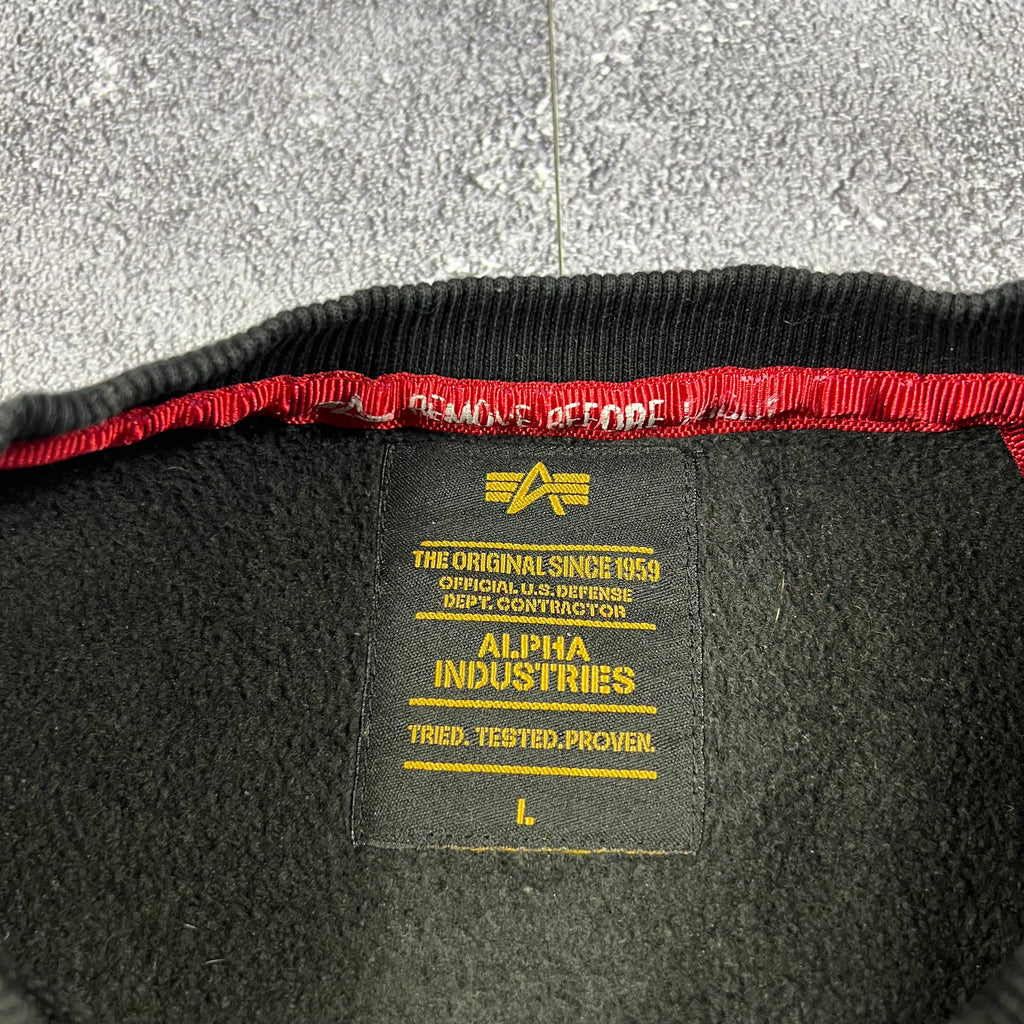 REMOVE BEFORE
THE ORIGINAL SINCE 1959
OFFICIAL U.S. DEFENSE
DEPT. CONTRACTOR
ALPHA
INDUSTRIES
TRIED. TESTED. PROVEN.
L